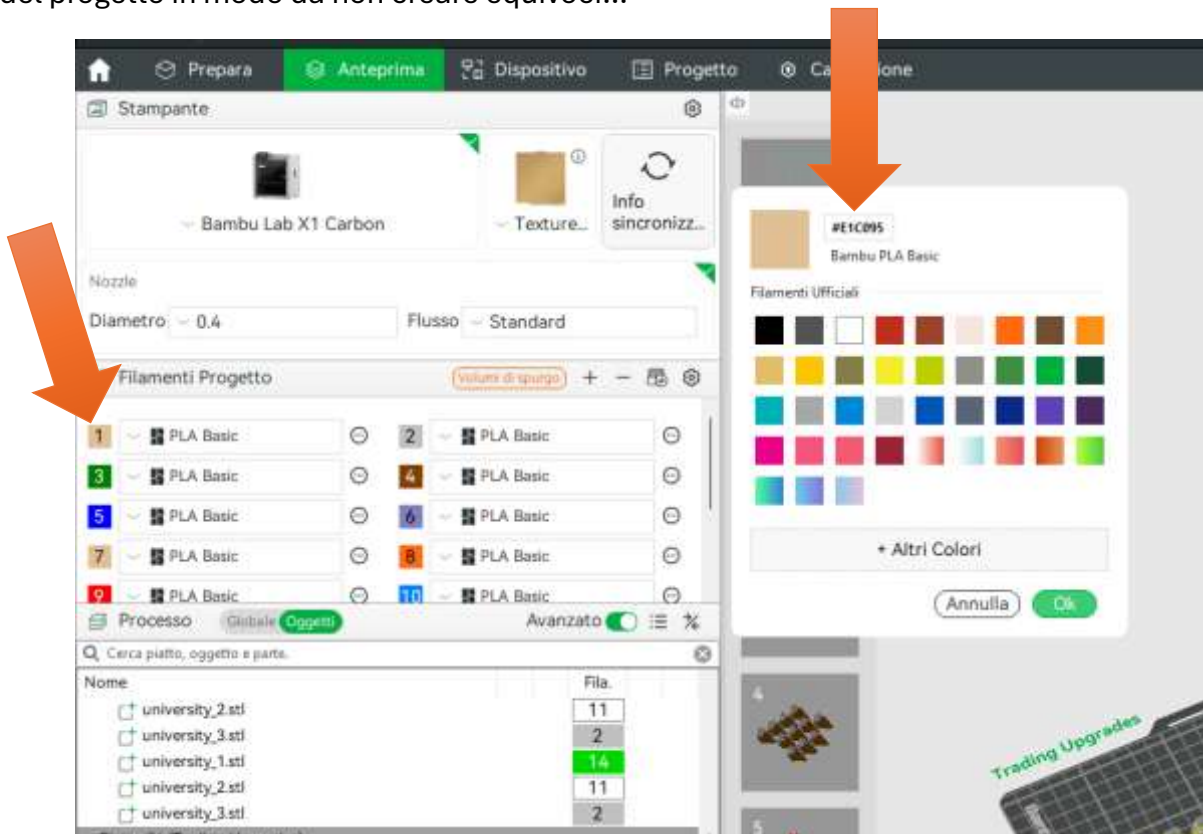 del progetto in modo da non creare equivoci...
Prepara Anteprima Dispositivo Progetto
Stampante
Bambu Lab X1 Carbon
Texture...
Info
sincronizz...
Nozzle
Diametro 0.4 Flusso Standard
Filamenti Progetto Volumi di spurgo + −
1 PLA Basic 2 PLA Basic
3 PLA Basic 4 PLA Basic
5 PLA Basic 6 PLA Basic
7 PLA Basic 8 PLA Basic
9 PLA Basic 10 PLA Basic
Processo Globale Oggetti Avanzato
Cerca piatto, oggetto e parte.
Nome Fila.
university_2.stl 11
university_3.stl 2
university_1.stl 14
university_2.stl 11
university_3.stl 2
#E1C095
Bambu PLA Basic
Filamenti Ufficiali
+ Altri Colori
Annulla Ok
4
Trading Upgrades
5